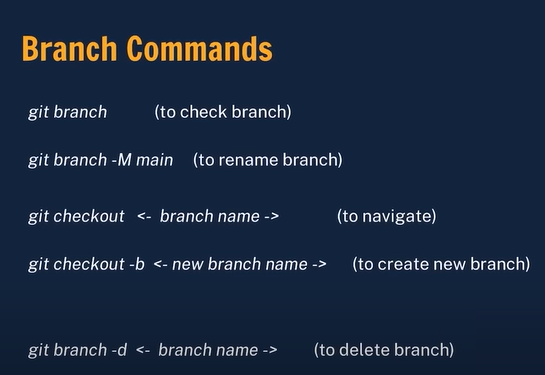 Branch Commands
git branch (to check branch)
git branch -M main (to rename branch)
git checkout <- branch name -> (to navigate)
git checkout -b <- new branch name -> (to create new branch)
git branch -d <- branch name -> (to delete branch)